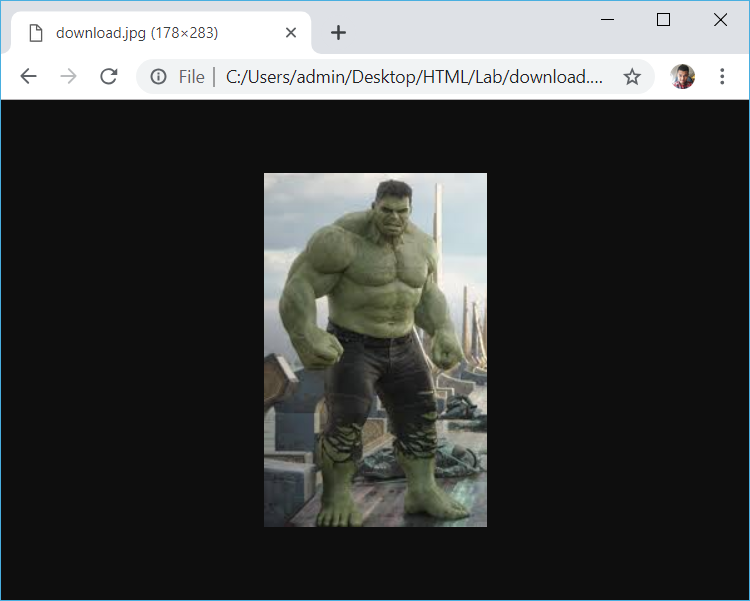 download.jpg (178×283)
File | C:/Users/admin/Desktop/HTML/Lab/download....